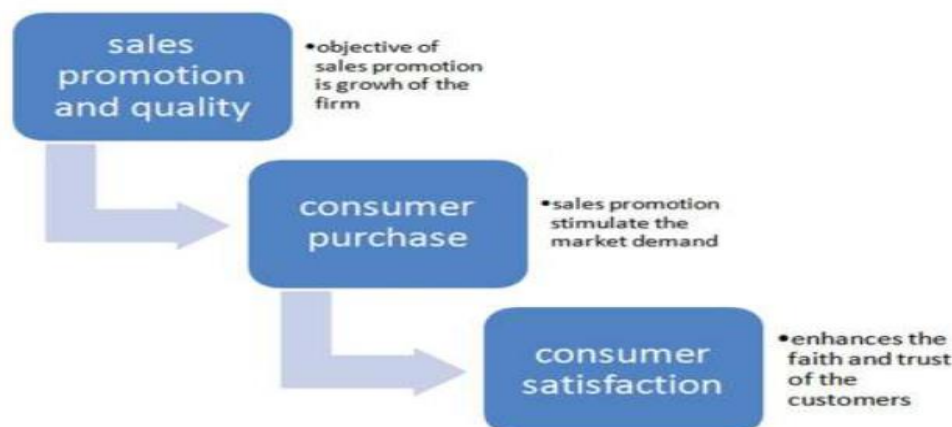 sales
promotion
and quality
•objective of
sales promotion
is growh of the
firm
consumer
purchase
•sales promotion
stimulate the
market demand
consumer
satisfaction
•enhances the
faith and trust
of the
customers